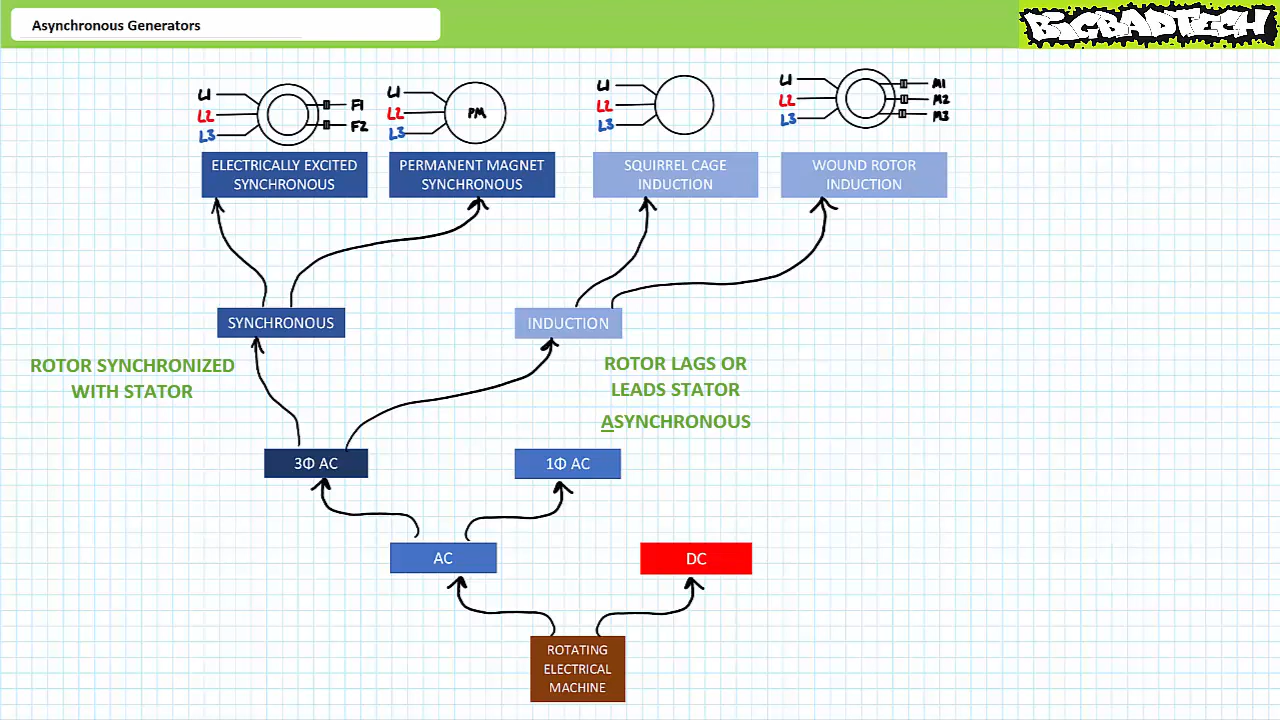 Asynchronous Generators
BIGBADTECH
L1
L2
L3
F1
F2
L1
L2
L3
PM
L1
L2
L3
L1
L2
L3
M1
M2
M3
ELECTRICALLY EXCITED
SYNCHRONOUS
PERMANENT MAGNET
SYNCHRONOUS
SQUIRREL CAGE
INDUCTION
WOUND ROTOR
INDUCTION
SYNCHRONOUS
INDUCTION
ROTOR SYNCHRONIZED
WITH STATOR
ROTOR LAGS OR
LEADS STATOR
ASYNCHRONOUS
3Φ AC
1Φ AC
AC
DC
ROTATING
ELECTRICAL
MACHINE